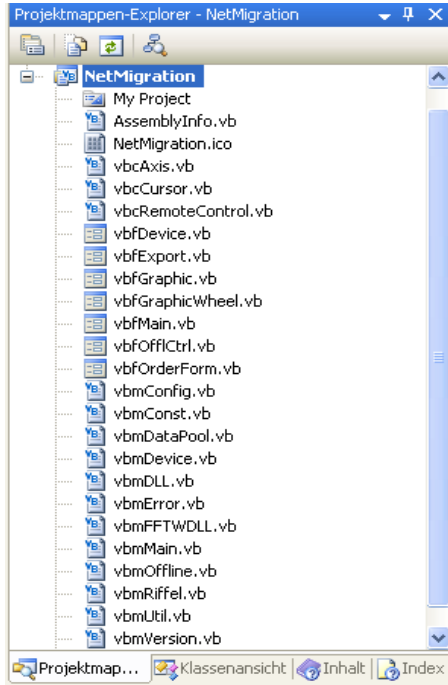 Projektmappen-Explorer - NetMigration
NetMigration
My Project
AssemblyInfo.vb
NetMigration.ico
vbcAxis.vb
vbcCursor.vb
vbcRemoteControl.vb
vbfDevice.vb
vbfExport.vb
vbfGraphic.vb
vbfGraphicWheel.vb
vbfMain.vb
vbfOfflCtrl.vb
vbfOrderForm.vb
vbmConfig.vb
vbmConst.vb
vbmDataPool.vb
vbmDevice.vb
vbmDLL.vb
vbmError.vb
vbmFFTWDLL.vb
vbmMain.vb
vbmOffline.vb
vbmRiffel.vb
vbmUtil.vb
vbmVersion.vb
Projektmap... Klassenansicht Inhalt Index